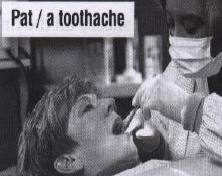 Pat / a toothache